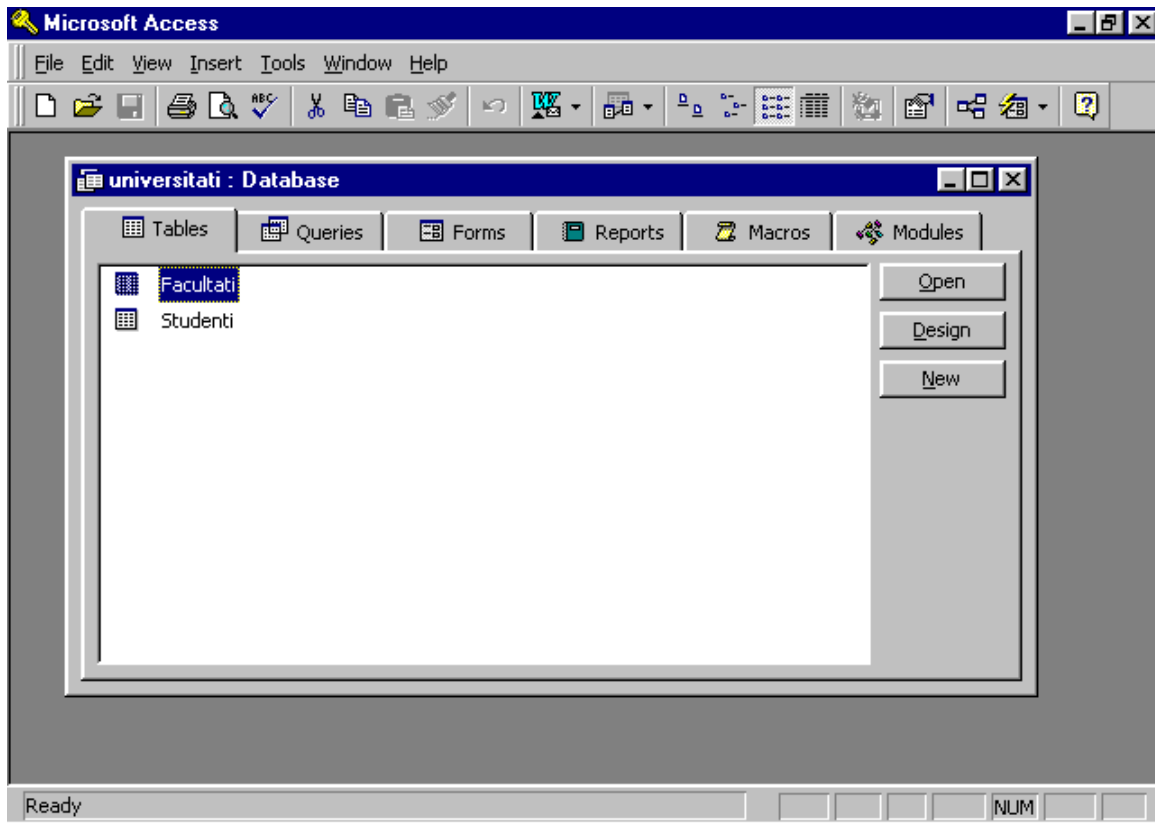 Microsoft Access
File Edit View Insert Tools Window Help
ABC
universitati : Database
Tables Queries Forms Reports Macros Modules
Facultati
Studenti
Open
Design
New
Ready NUM